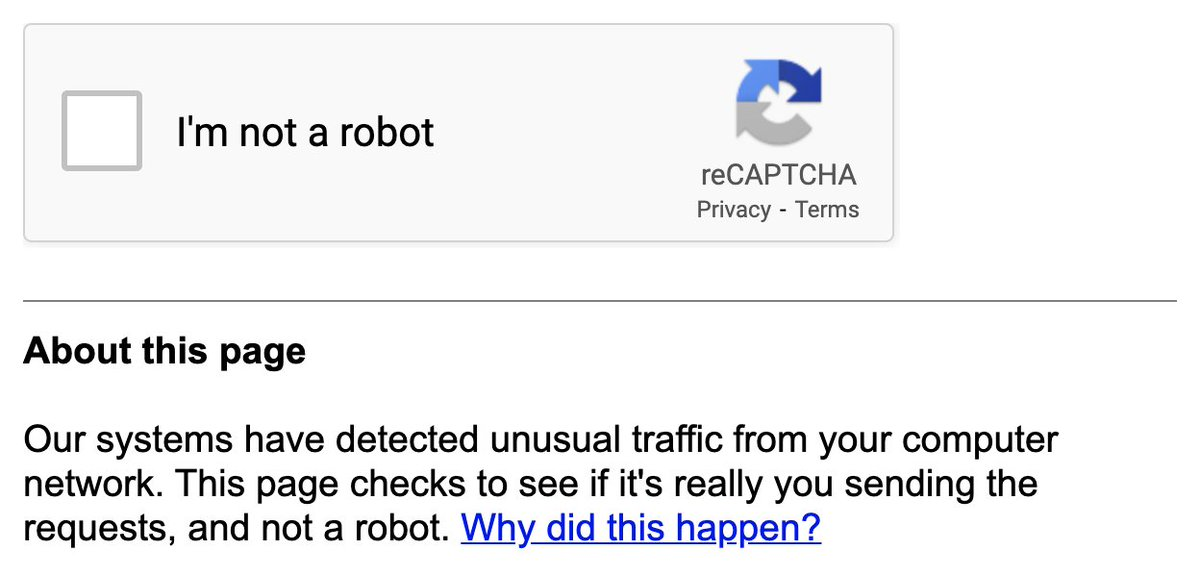 I'm not a robot
reCAPTCHA
Privacy - Terms
About this page
Our systems have detected unusual traffic from your computer
network. This page checks to see if it's really you sending the
requests, and not a robot. Why did this happen?